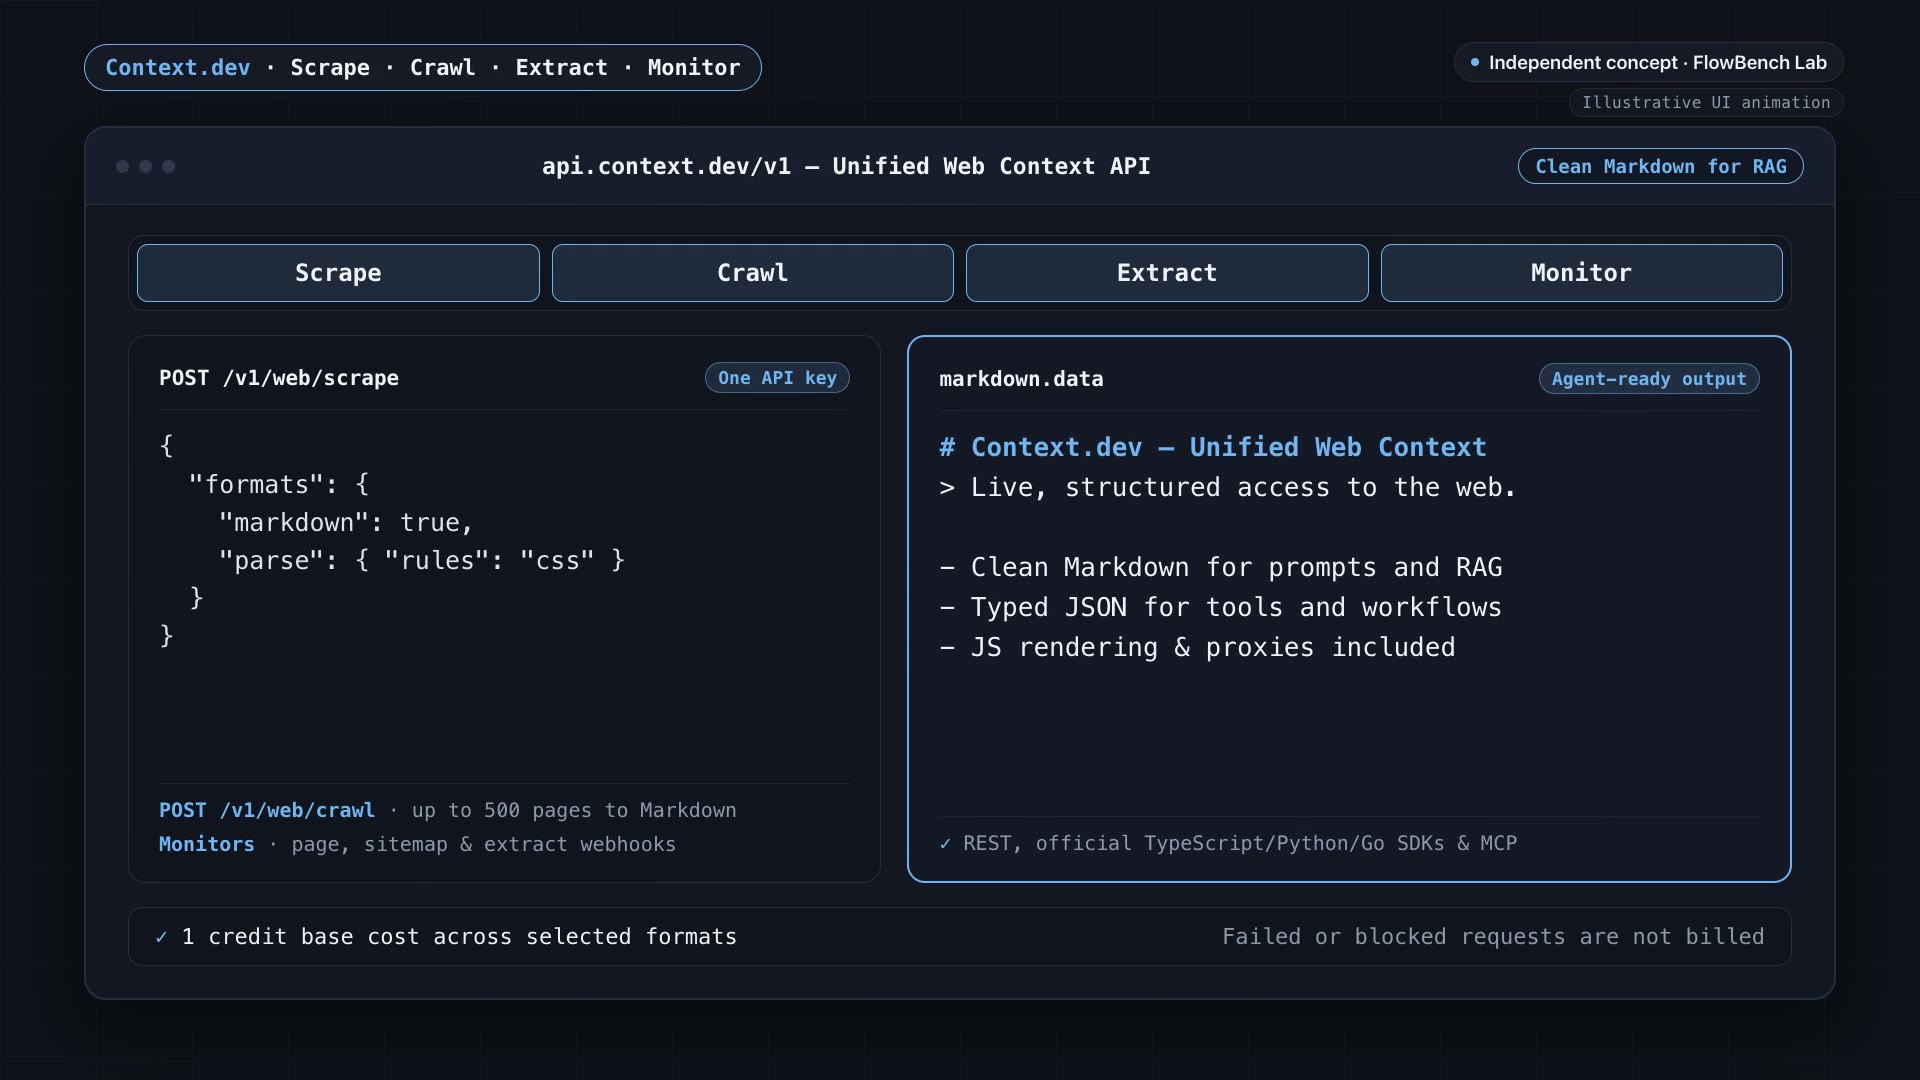 Context.dev · Scrape · Crawl · Extract · Monitor
Independent concept · FlowBench Lab
Illustrative UI animation
api.context.dev/v1 — Unified Web Context API
Clean Markdown for RAG
Scrape
Crawl
Extract
Monitor
POST /v1/web/scrape
One API key
{
  "formats": {
    "markdown": true,
    "parse": { "rules": "css" }
  }
}
POST /v1/web/crawl · up to 500 pages to Markdown
Monitors · page, sitemap & extract webhooks
markdown.data
Agent-ready output
# Context.dev — Unified Web Context
> Live, structured access to the web.
- Clean Markdown for prompts and RAG
- Typed JSON for tools and workflows
- JS rendering & proxies included
✓ REST, official TypeScript/Python/Go SDKs & MCP
✓ 1 credit base cost across selected formats
Failed or blocked requests are not billed